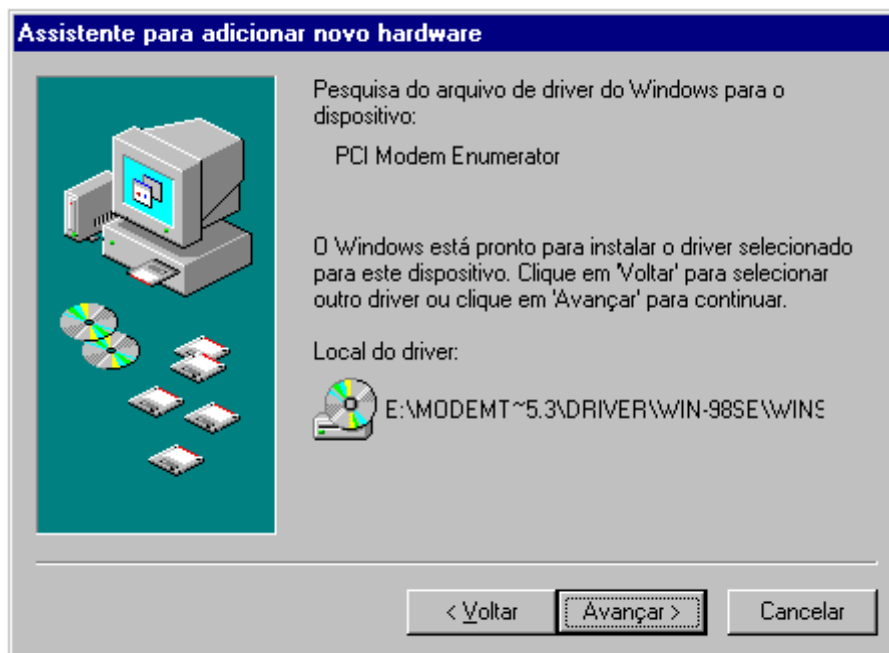 Assistente para adicionar novo hardware
Pesquisa do arquivo de driver do Windows para o
dispositivo:
PCI Modem Enumerator
O Windows está pronto para instalar o driver selecionado
para este dispositivo. Clique em 'Voltar' para selecionar
outro driver ou clique em 'Avançar' para continuar.
Local do driver:
E:\MODEMT~5.3\DRIVER\WIN-98SE\WINS
< Voltar
Avançar >
Cancelar